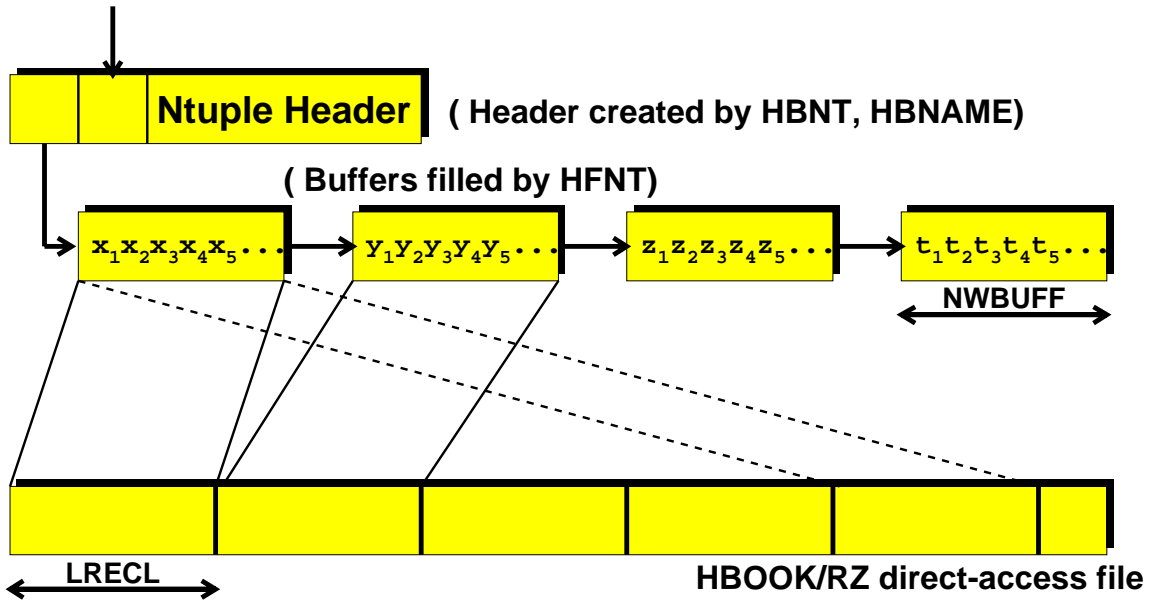 Ntuple Header
( Header created by HBNT, HBNAME)
( Buffers filled by HFNT)
x1x2x3x4x5...
y1y2y3y4y5...
z1z2z3z4z5...
t1t2t3t4t5...
NWBUFF
LRECL
HBOOK/RZ direct-access file